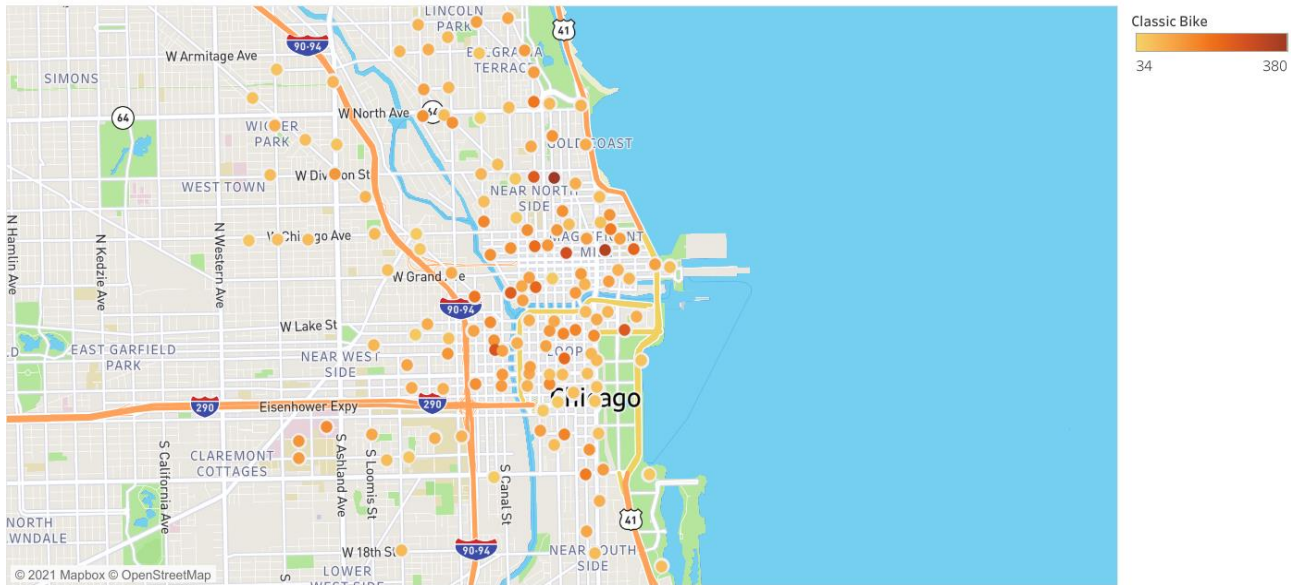 LINCOLN
PARK
41
Classic Bike
34
380
90-94
W Armitage Ave
TERRACE
SIMONS
64
W North Ave
WICKER
PARK
GOLD COAST
W Division St
WEST TOWN
NEAR NORTH
SIDE
N Hamlin Ave
N Kedzie Ave
N Western Ave
W Chicago Ave
MAGNIFICENT
MILE
W Grand Ave
90-94
W Lake St
EAST GARFIELD
PARK
NEAR WEST
SIDE
LOOP
Chicago
290
Eisenhower Expy
290
S California Ave
CLAREMONT
COTTAGES
S Ashland Ave
S Loomis St
S Canal St
41
NORTH
WNDALE
W 18th St
90-94
NEAR SOUTH
SIDE
LOWER
WEST SIDE
S
© 2021 Mapbox © OpenStreetMap